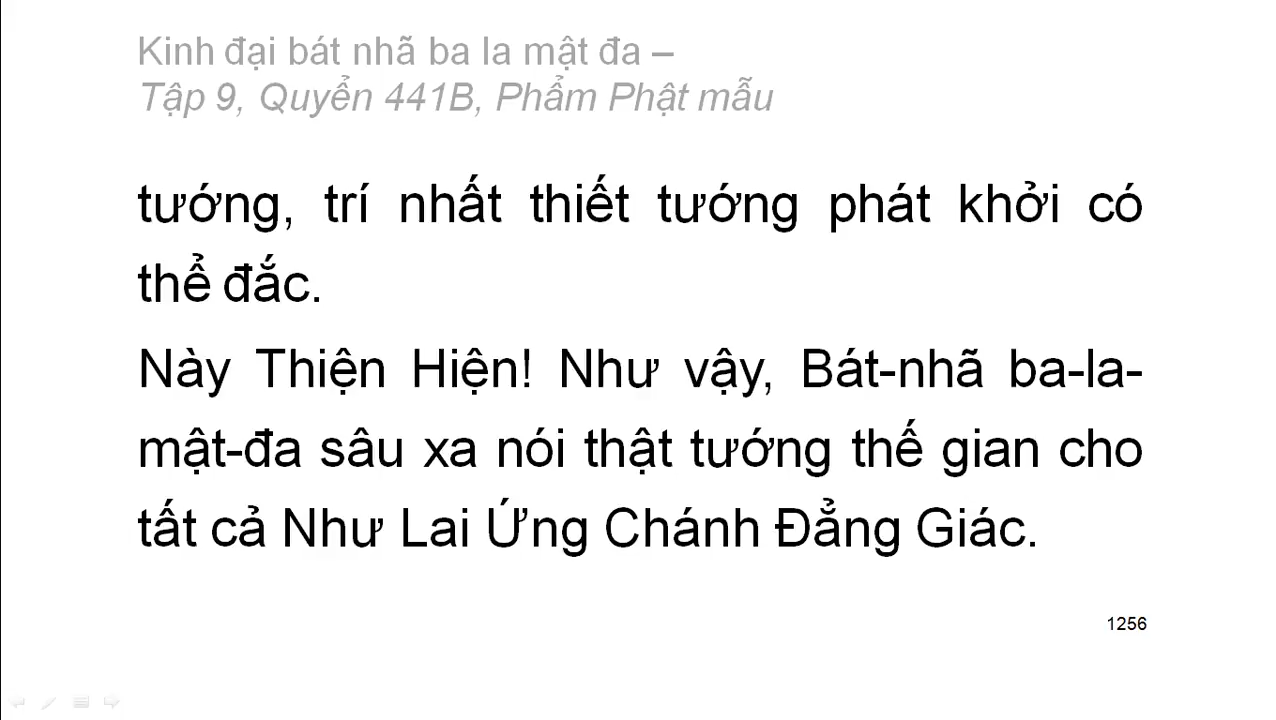 Kinh đại bát nhã ba la mật đa –
Tập 9, Quyển 441B, Phẩm Phật mẫu
tướng, trí nhất thiết tướng phát khởi có
thể đắc.
Này Thiện Hiện! Như vậy, Bát-nhã ba-la-
mật-đa sâu xa nói thật tướng thế gian cho
tất cả Như Lai Ứng Chánh Đẳng Giác.
1256